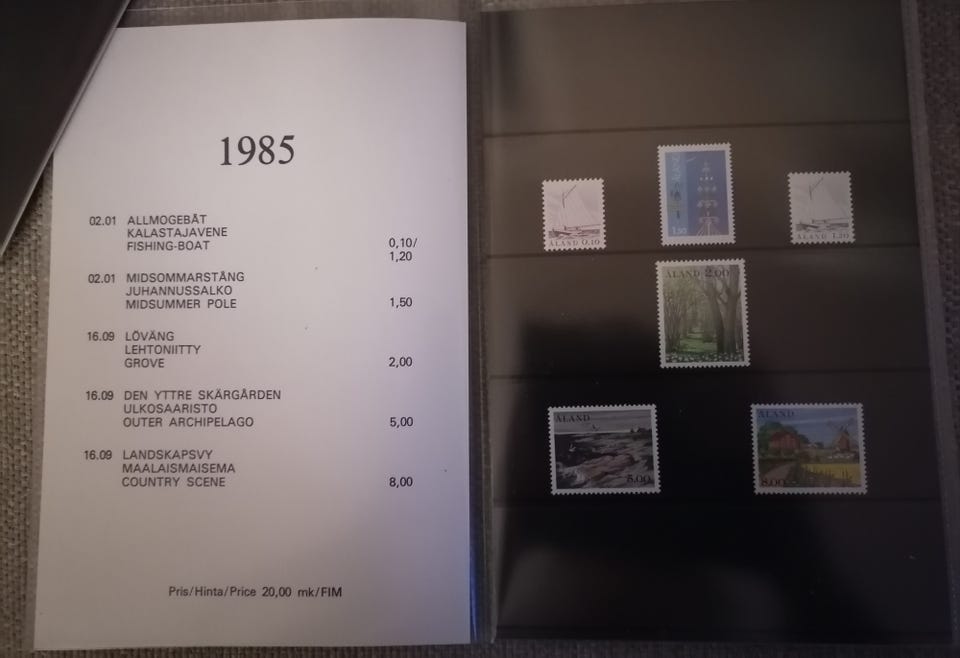 1985
02.01 ALLMOGEBÅT
KALASTAJAVENE
FISHING-BOAT 0,10/
1,20
02.01 MIDSOMMARSTÅNG
JUHANNUSSALKO
MIDSUMMER POLE 1,50
16.09 LÖVÄNG
LEHTONIITTY
GROVE 2,00
16.09 DEN YTTRE SKÄRGÅRDEN
ULKOSAARISTO
OUTER ARCHIPELAGO 5,00
16.09 LANDSKAPSVY
MAALAISMAISEMA
COUNTRY SCENE 8,00
Pris/Hinta/Price 20,00 mk/FIM
ÅLAND 0.10
ÅLAND
1.50
ÅLAND 1.20
ÅLAND 2.00
ÅLAND
5.00
ÅLAND
8.00